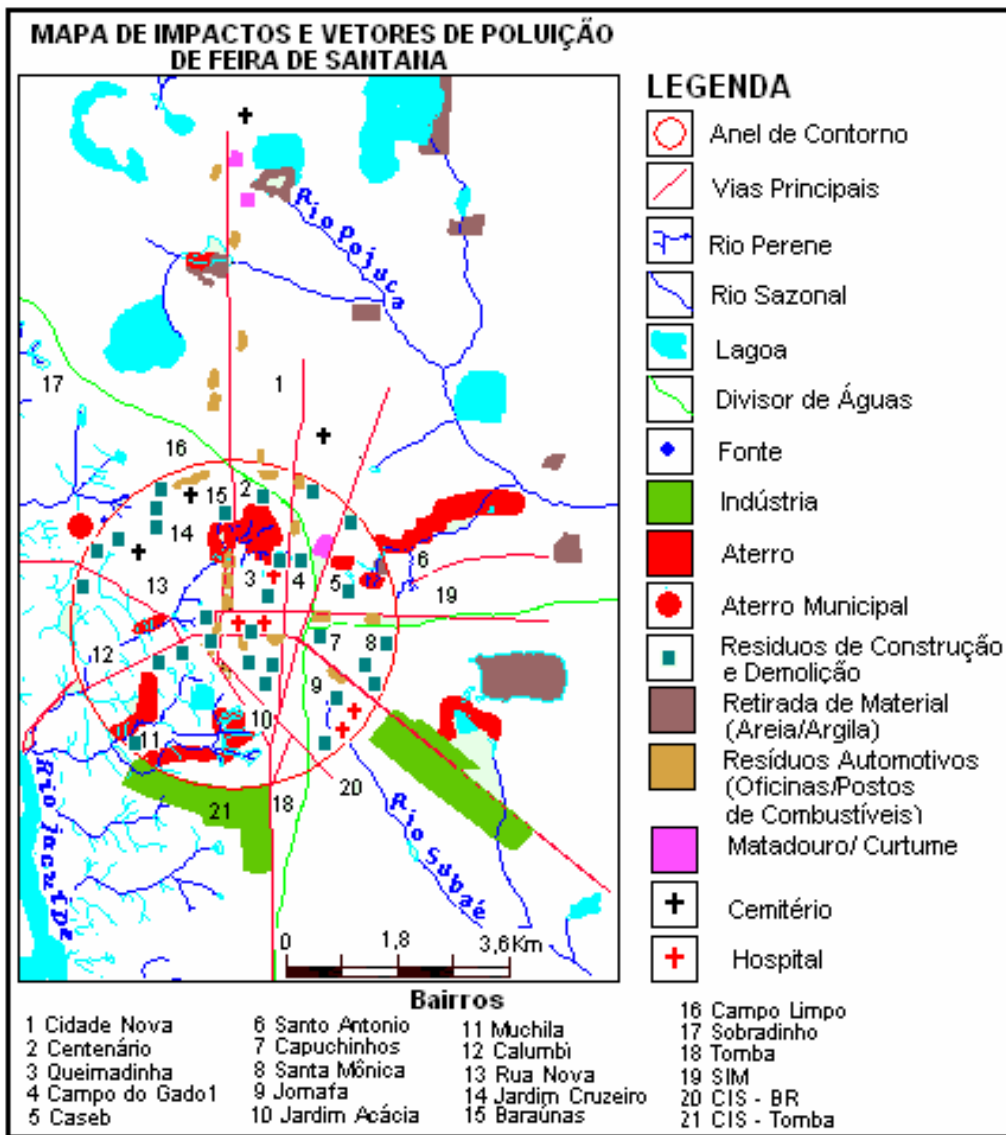 MAPA DE IMPACTOS E VETORES DE POLUIÇÃO
DE FEIRA DE SANTANA
Rio Pojuca
17
1
16
2
15
14
3
4
5
6
13
19
12
7
8
9
11
10
20
21
18
Rio jacuípe
Rio Subaé
0
1,8
3,6Km
LEGENDA
Anel de Contorno
Vias Principais
Rio Perene
Rio Sazonal
Lagoa
Divisor de Águas
Fonte
Indústria
Aterro
Aterro Municipal
Resíduos de Construção
e Demolição
Retirada de Material
(Areia/Argila)
Resíduos Automotivos
(Oficinas/Postos
de Combustíveis)
Matadouro/ Curtume
Cemitério
Hospital
Bairros
1 Cidade Nova
2 Centenário
3 Queimadinha
4 Campo do Gado1
5 Caseb
6 Santo Antonio
7 Capuchinhos
8 Santa Mônica
9 Jomafa
10 Jardim Acácia
11 Muchila
12 Calumbi
13 Rua Nova
14 Jardim Cruzeiro
15 Baraúnas
16 Campo Limpo
17 Sobradinho
18 Tomba
19 SIM
20 CIS - BR
21 CIS - Tomba